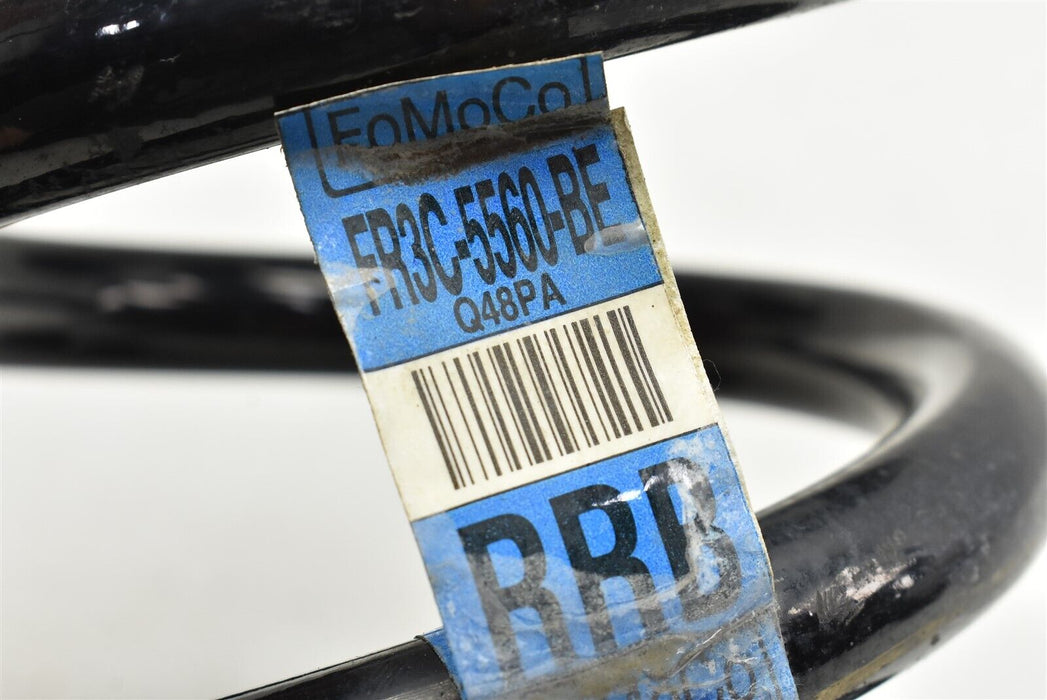 FoMoCo
FR3C-5560-BE
Q48PA
RRB